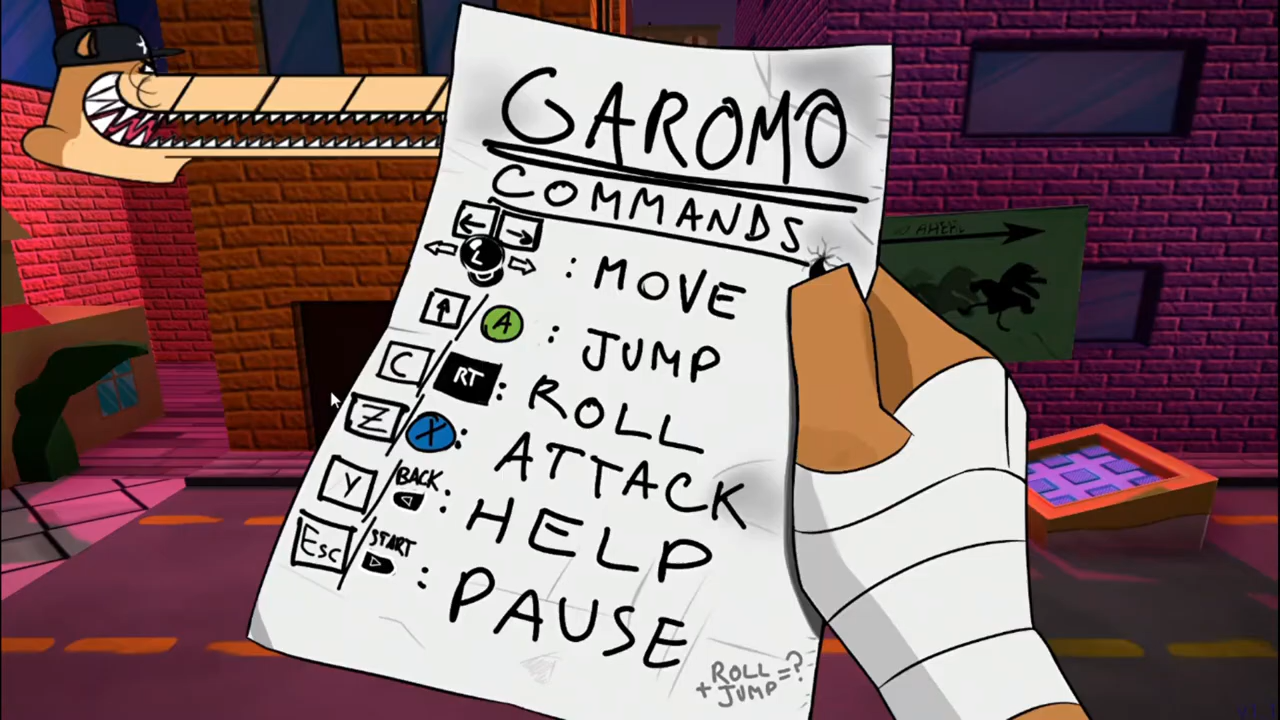 GAROMO
COMMANDS
← →
← L → : MOVE
↑ / A : JUMP
C / RT : ROLL
Z / X : ATTACK
Y / BACK : HELP
Esc / START : PAUSE
ROLL
+ JUMP =?